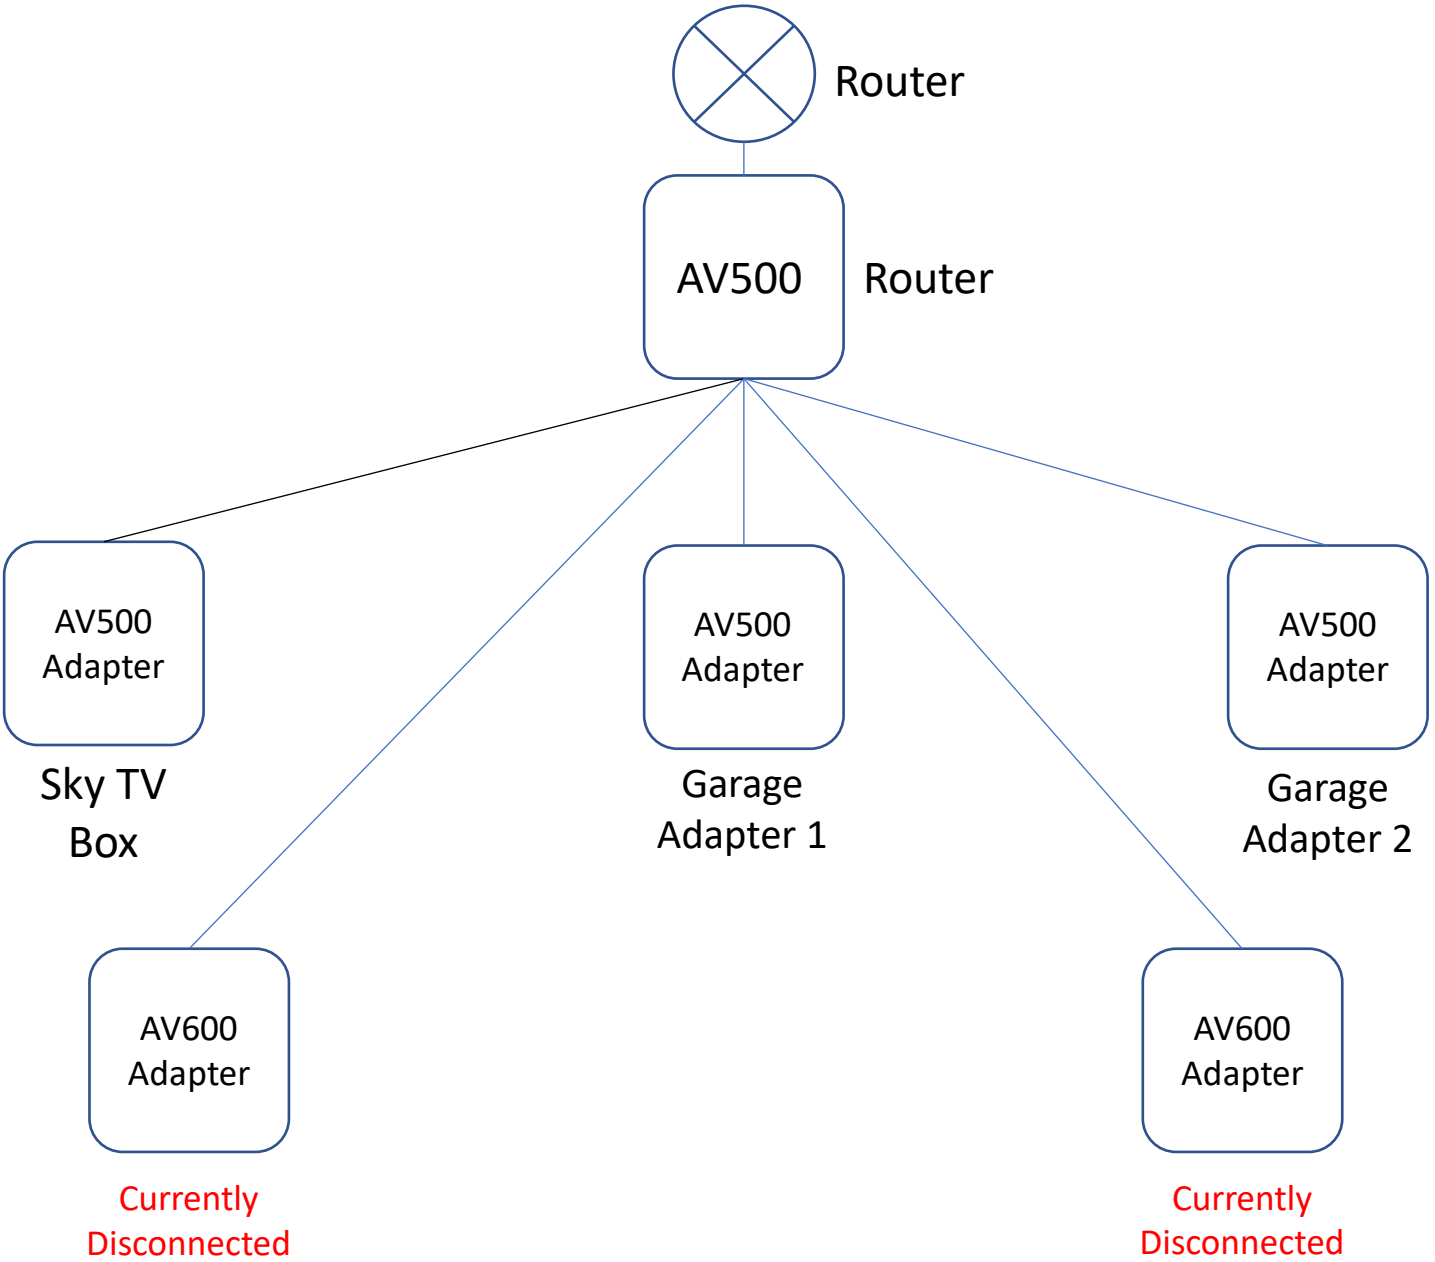 Router
AV500
Router
AV500
Adapter
Sky TV
Box
AV500
Adapter
Garage
Adapter 1
AV500
Adapter
Garage
Adapter 2
AV600
Adapter
Currently
Disconnected
AV600
Adapter
Currently
Disconnected